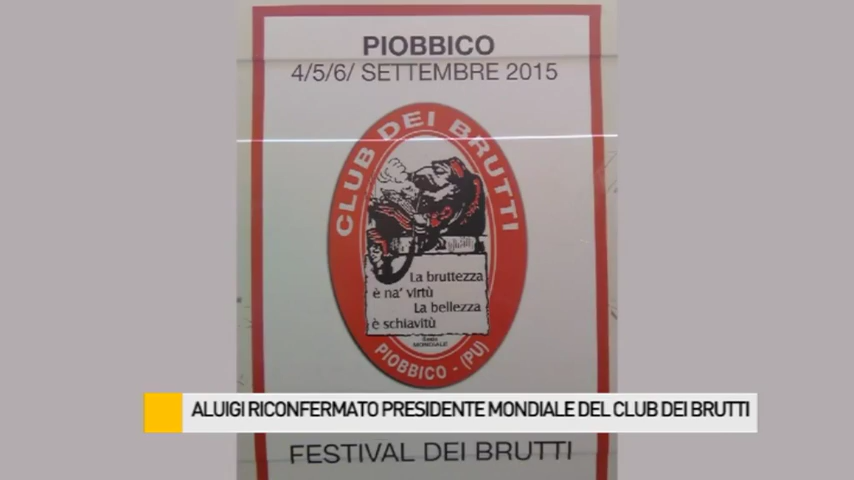 PIOBBICO
4/5/6/ SETTEMBRE 2015
CLUB DEI BRUTTI
La bruttezza
è na' virtù
La bellezza
è schiavitù
MONDIALE
PIOBBICO - (PU)
ALUIGI RICONFERMATO PRESIDENTE MONDIALE DEL CLUB DEI BRUTTI
FESTIVAL DEI BRUTTI